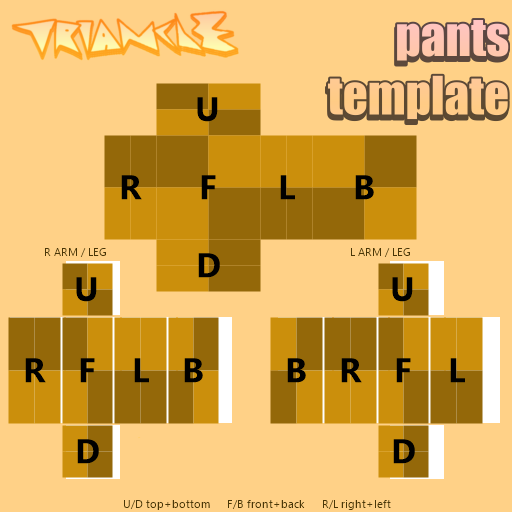 TRIANGLE
pants
template
U
R F L B
D
R ARM / LEG
L ARM / LEG
U
U
R F L B
B R F L
D
D
U/D top+bottom F/B front+back R/L right+left